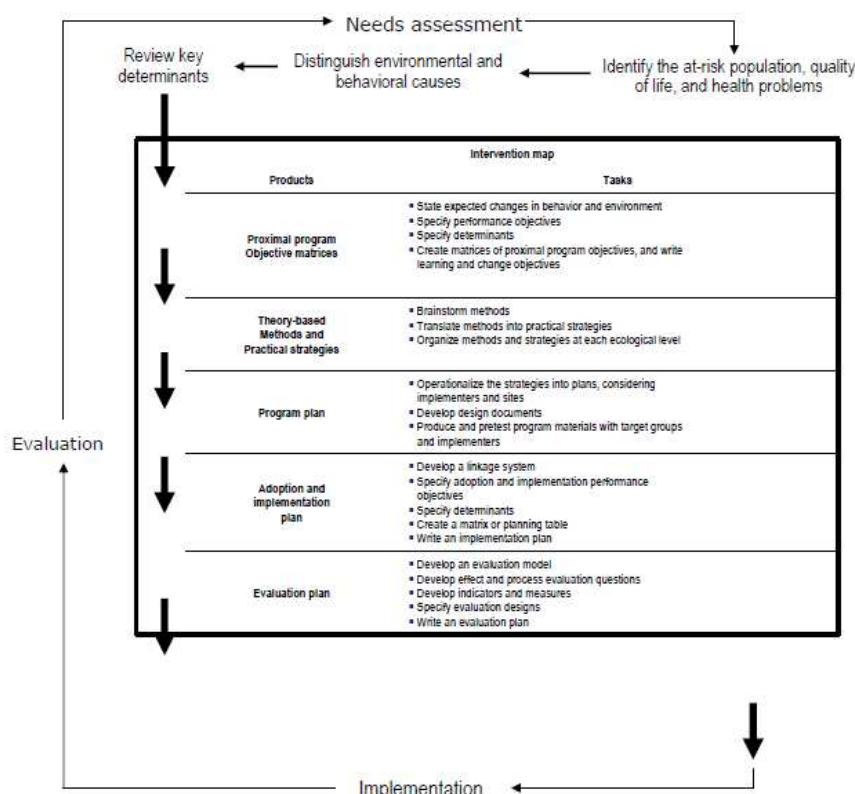 Needs assessment
Review key
determinants
Distinguish environmental and
behavioral causes
Identify the at-risk population, quality
of life, and health problems
Intervention map
Products
Tasks
Proximal program
Objective matrices
▪ State expected changes in behavior and environment
▪ Specify performance objectives
▪ Specify determinants
▪ Create matrices of proximal program objectives, and write
learning and change objectives
Theory-based
Methods and
Practical strategies
▪ Brainstorm methods
▪ Translate methods into practical strategies
▪ Organize methods and strategies at each ecological level
Program plan
▪ Operationalize the strategies into plans, considering
implementers and sites
▪ Develop design documents
▪ Produce and pretest program materials with target groups
and implementers
Evaluation
Adoption and
implementation
plan
▪ Develop a linkage system
▪ Specify adoption and implementation performance
objectives
▪ Specify determinants
▪ Create a matrix or planning table
▪ Write an implementation plan
Evaluation plan
▪ Develop an evaluation model
▪ Develop effect and process evaluation questions
▪ Develop indicators and measures
▪ Specify evaluation designs
▪ Write an evaluation plan
Implementation